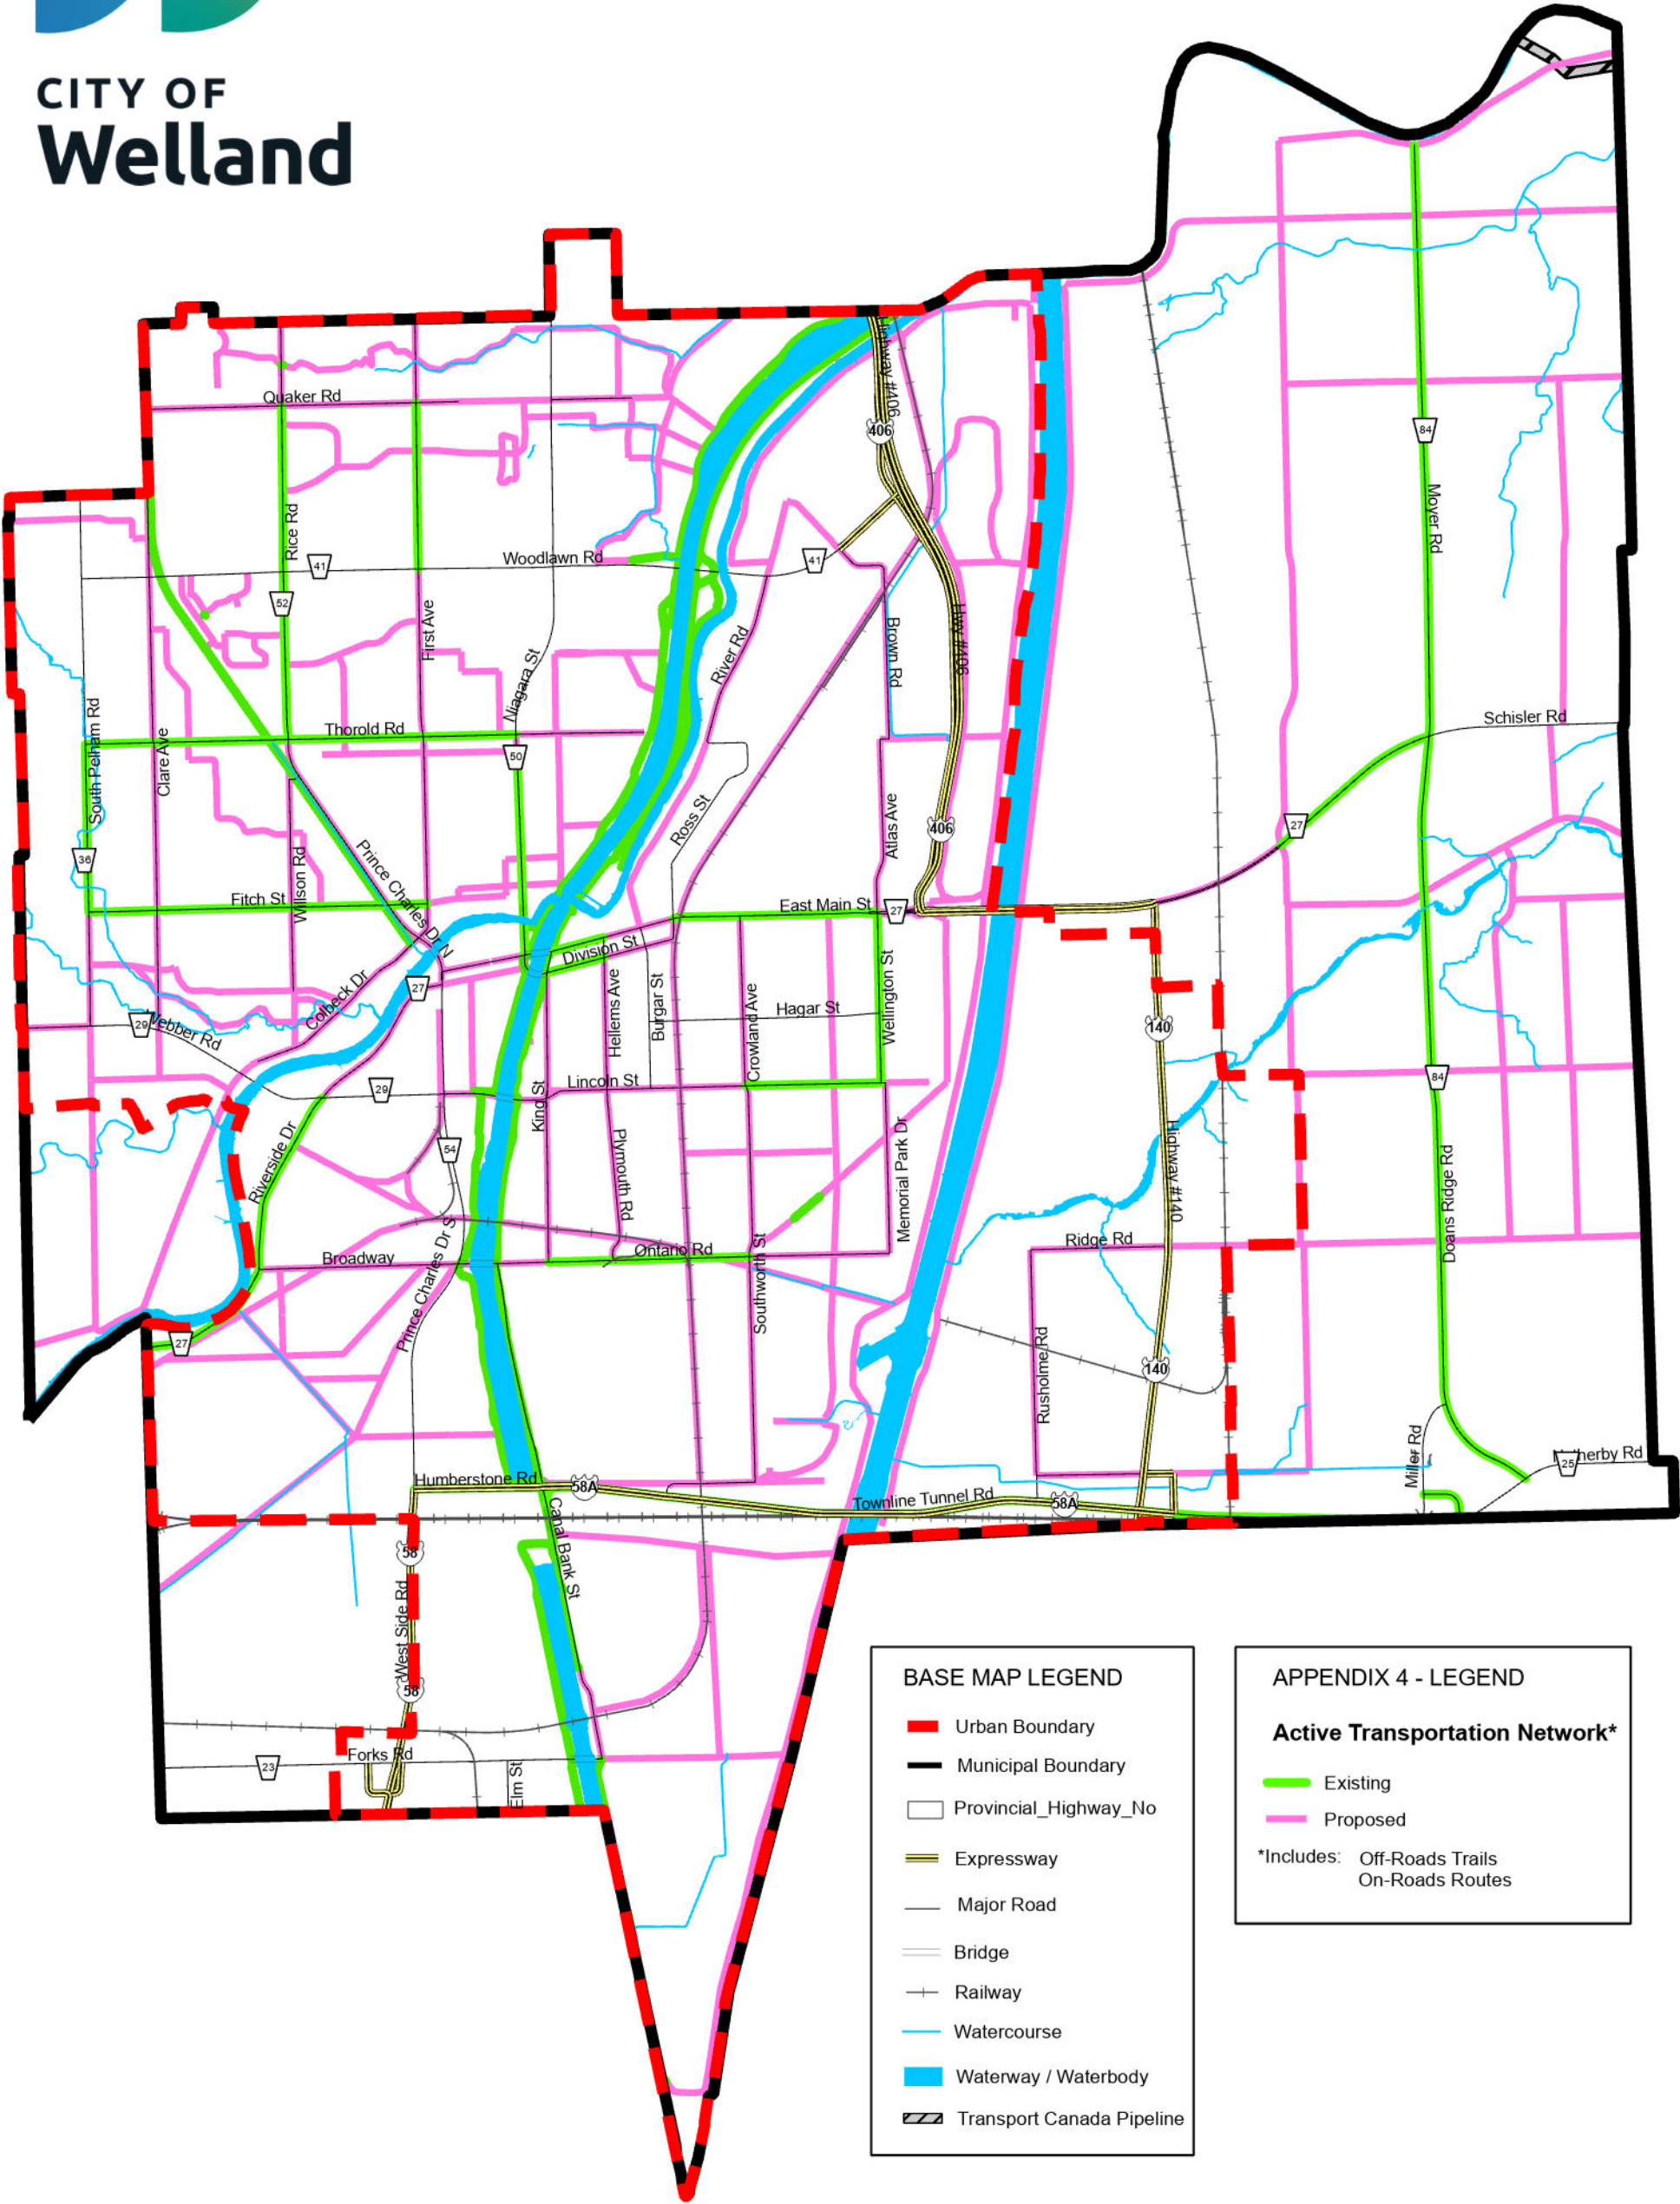 CITY OF
Welland
Highway #406
406
Quaker Rd
84
Moyer Rd
Rice Rd
Woodlawn Rd
41
41
52
First Ave
Niagara St
River Rd
Brown Rd
Hwy #406
South Pelham Rd
Clare Ave
Thorold Rd
50
Schisler Rd
Ross St
Atlas Ave
406
27
36
Prince Charles Dr N
Willson Rd
Fitch St
East Main St
27
Division St
27
Colbeck Dr
29
Webber Rd
Hellems Ave
Burgar St
Crowland Ave
Hagar St
Wellington St
140
29
Lincoln St
King St
84
Riverside Dr
54
Plymouth Rd
Memorial Park Dr
Highway #140
Doans Ridge Rd
Ridge Rd
Broadway
Ontario Rd
Prince Charles Dr S
Southworth St
27
Rusholme Rd
140
Miller Rd
25
herby Rd
Humberstone Rd
58A
Townline Tunnel Rd
58A
Canal Bank St
58
West Side Rd
58
Forks Rd
23
Elm St
BASE MAP LEGEND
Urban Boundary
Municipal Boundary
Provincial_Highway_No
Expressway
Major Road
Bridge
Railway
Watercourse
Waterway / Waterbody
Transport Canada Pipeline
APPENDIX 4 - LEGEND
Active Transportation Network*
Existing
Proposed
*Includes: Off-Roads Trails
On-Roads Routes